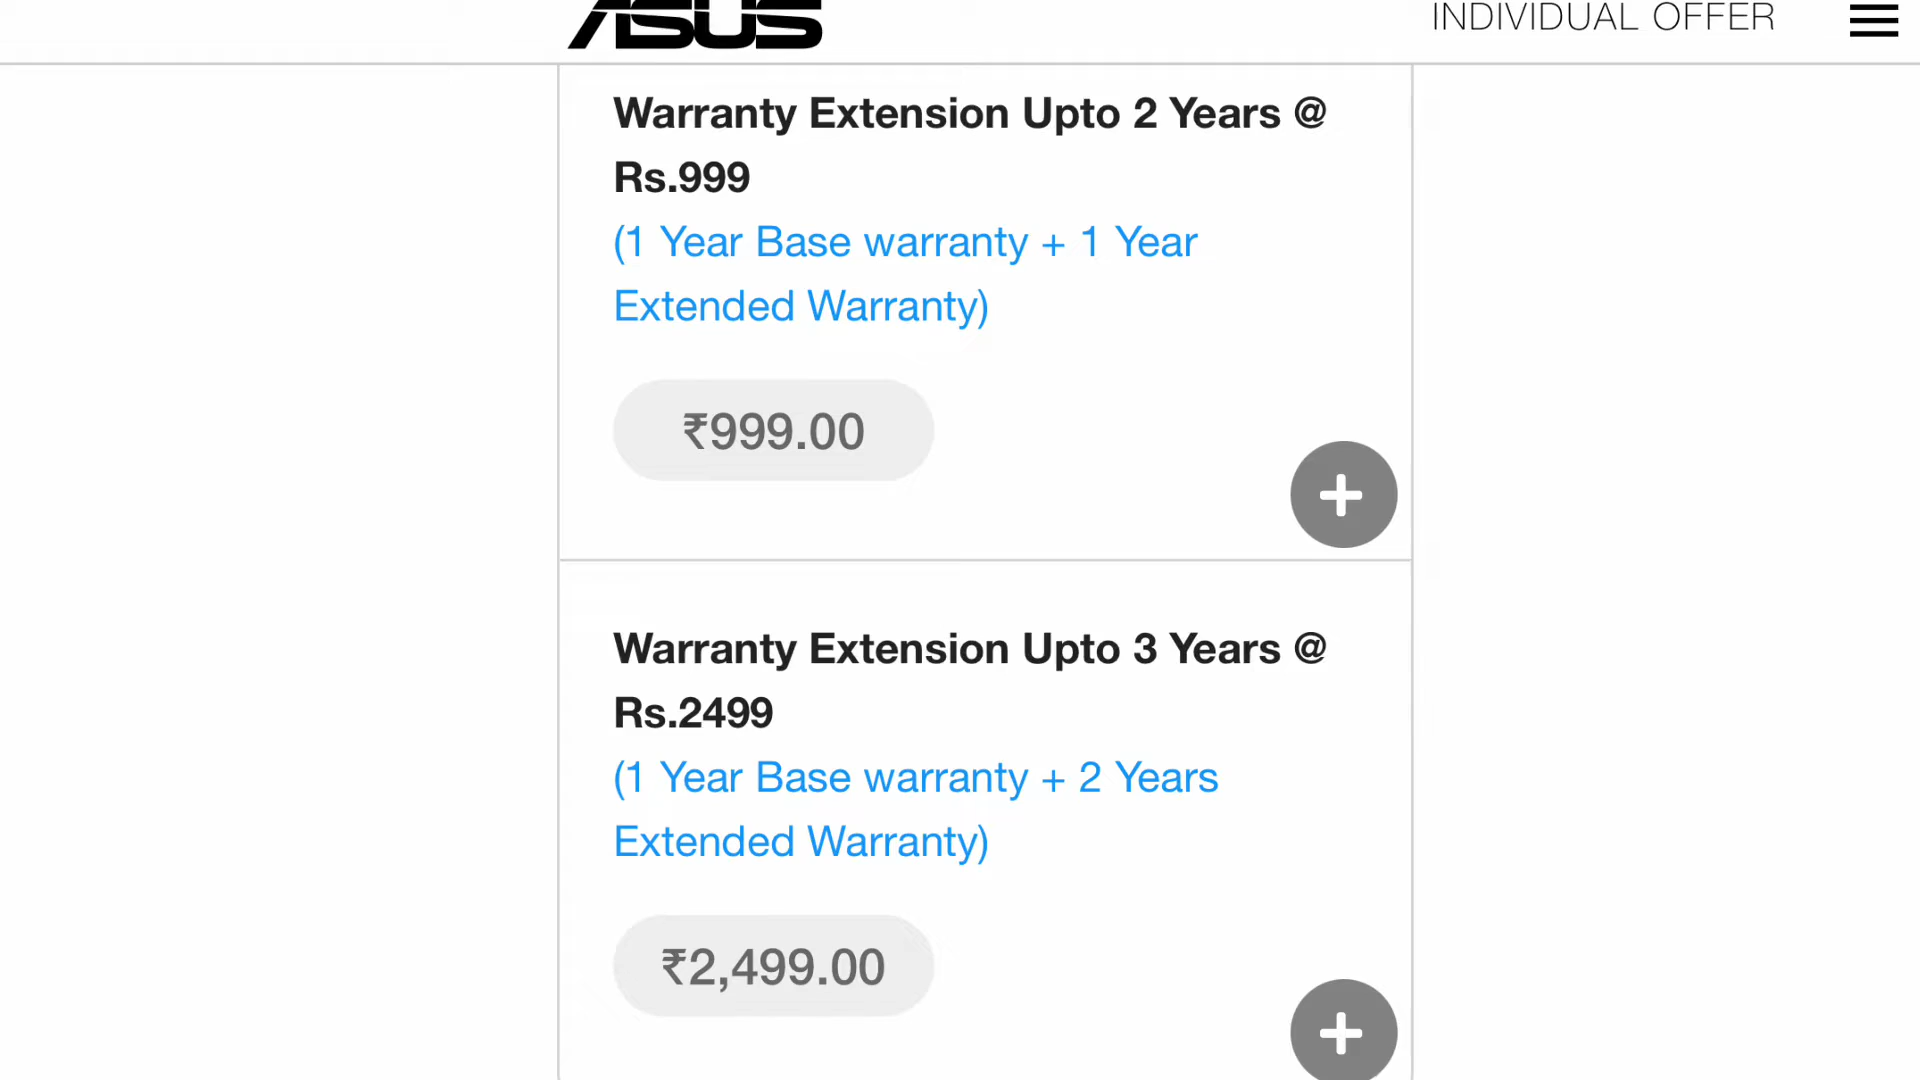 ASUS
INDIVIDUAL OFFER
Warranty Extension Upto 2 Years @
Rs.999
(1 Year Base warranty + 1 Year
Extended Warranty)
₹999.00
Warranty Extension Upto 3 Years @
Rs.2499
(1 Year Base warranty + 2 Years
Extended Warranty)
₹2,499.00